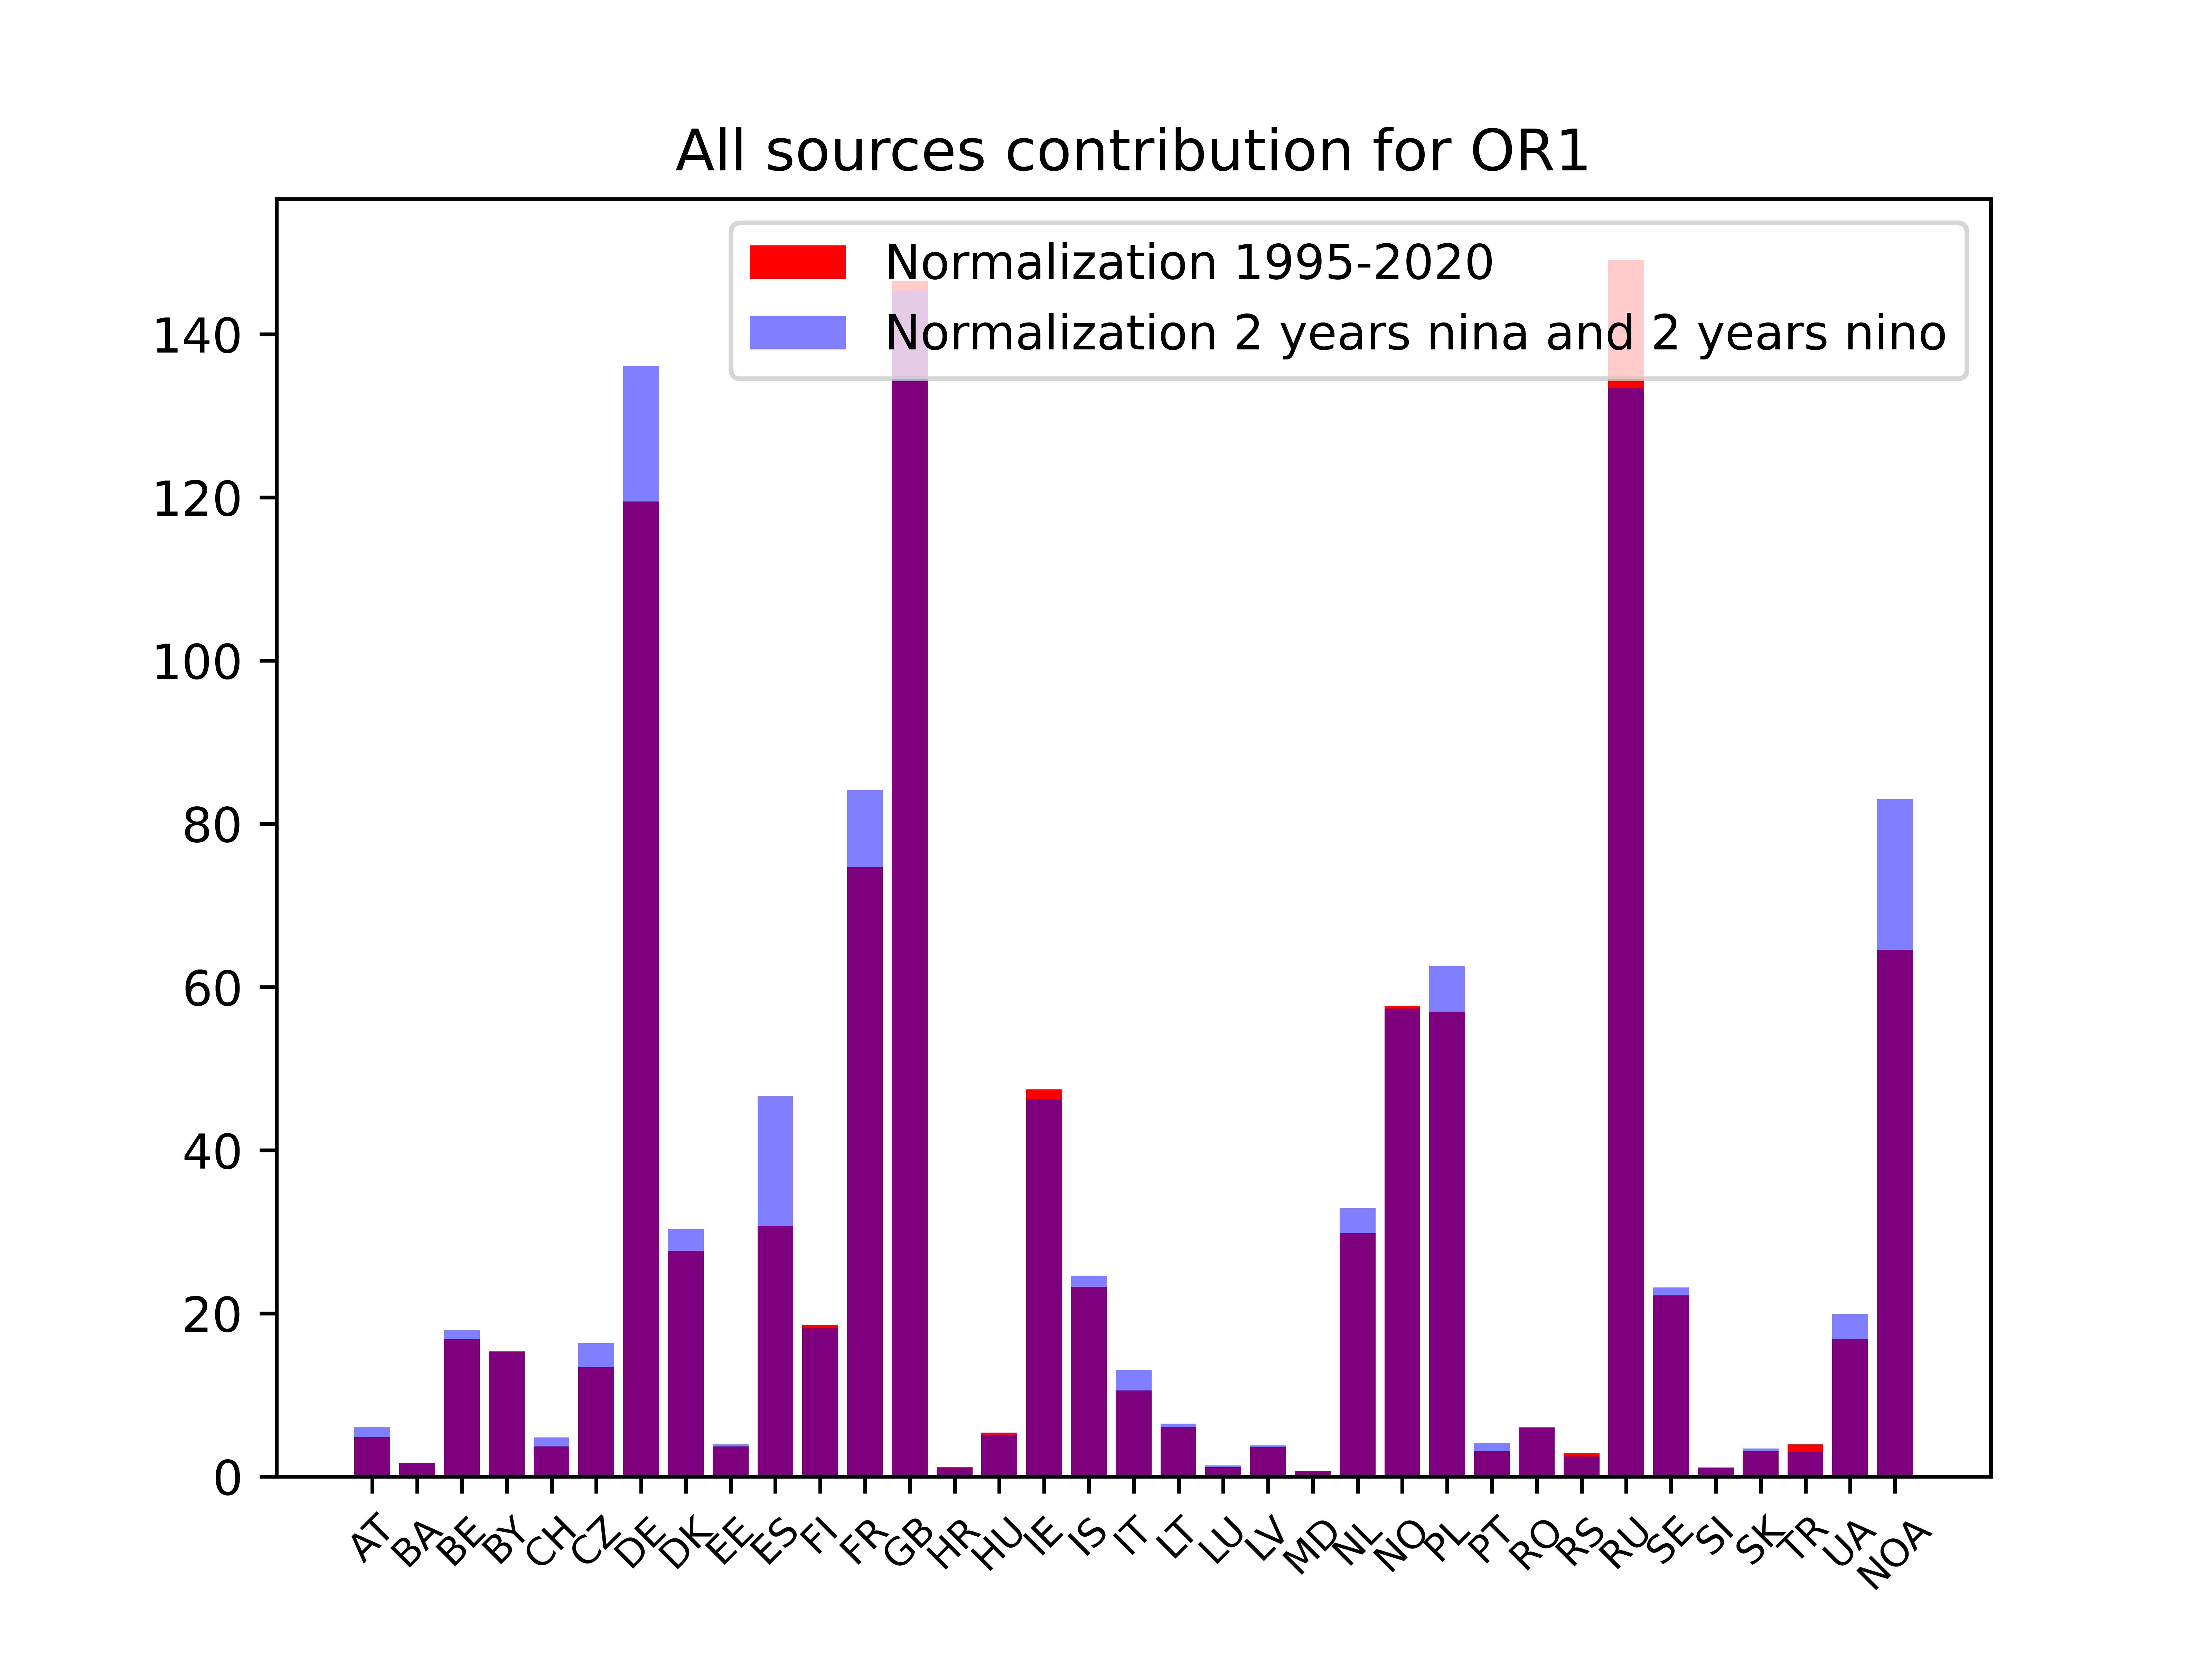 All sources contribution for OR1
Normalization 1995-2020
Normalization 2 years nina and 2 years nino
140
120
100
80
60
40
20
0
AT BA BE BY CH CZ DE DK EE ES FI FR GB HR HU IE IS IT LT LU LV MD NL NO PL PT RO RS RU SE SI SK TR UA NOA